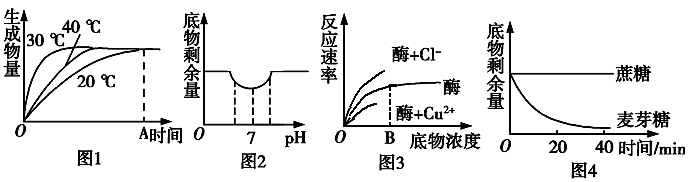 生成物量
30 ℃
40 ℃
20 ℃
O
A
时间
图1
底物剩余量
O
7
pH
图2
反应速率
酶+Cl⁻
酶
酶+Cu²⁺
O
B
底物浓度
图3
底物剩余量
蔗糖
麦芽糖
O
20
40
时间/min
图4